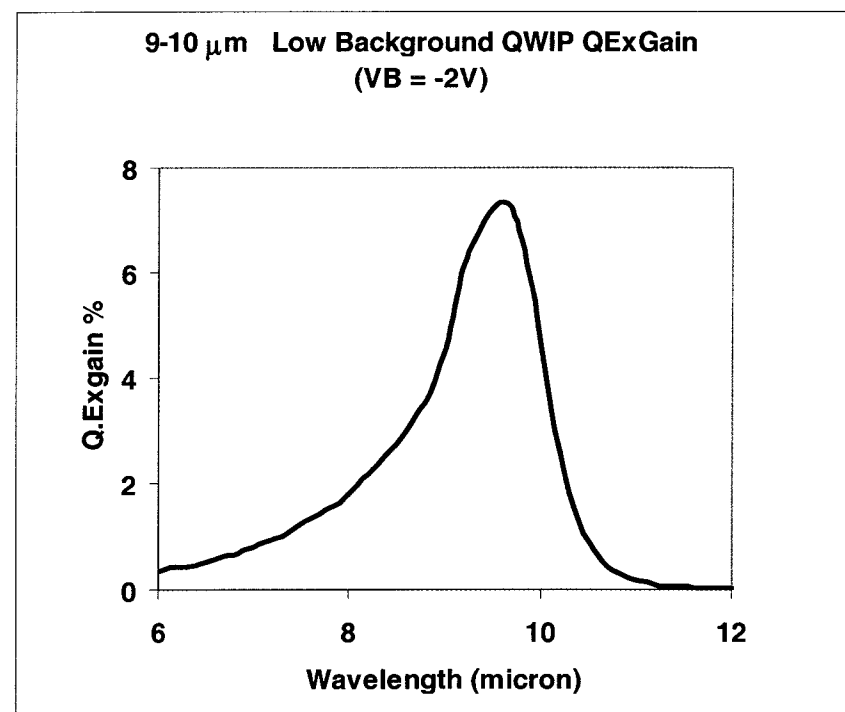 9-10 μm Low Background QWIP QExGain
(VB = -2V)
8
6
4
2
0
Q.Exgain %
6 8 10 12
Wavelength (micron)